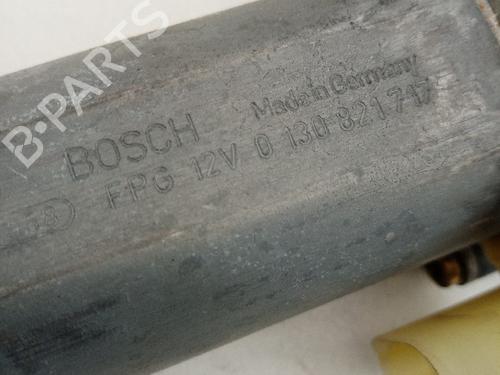 B-PARTS
BOSCH
Made in Germany
FPG 12V 0 130 821 717